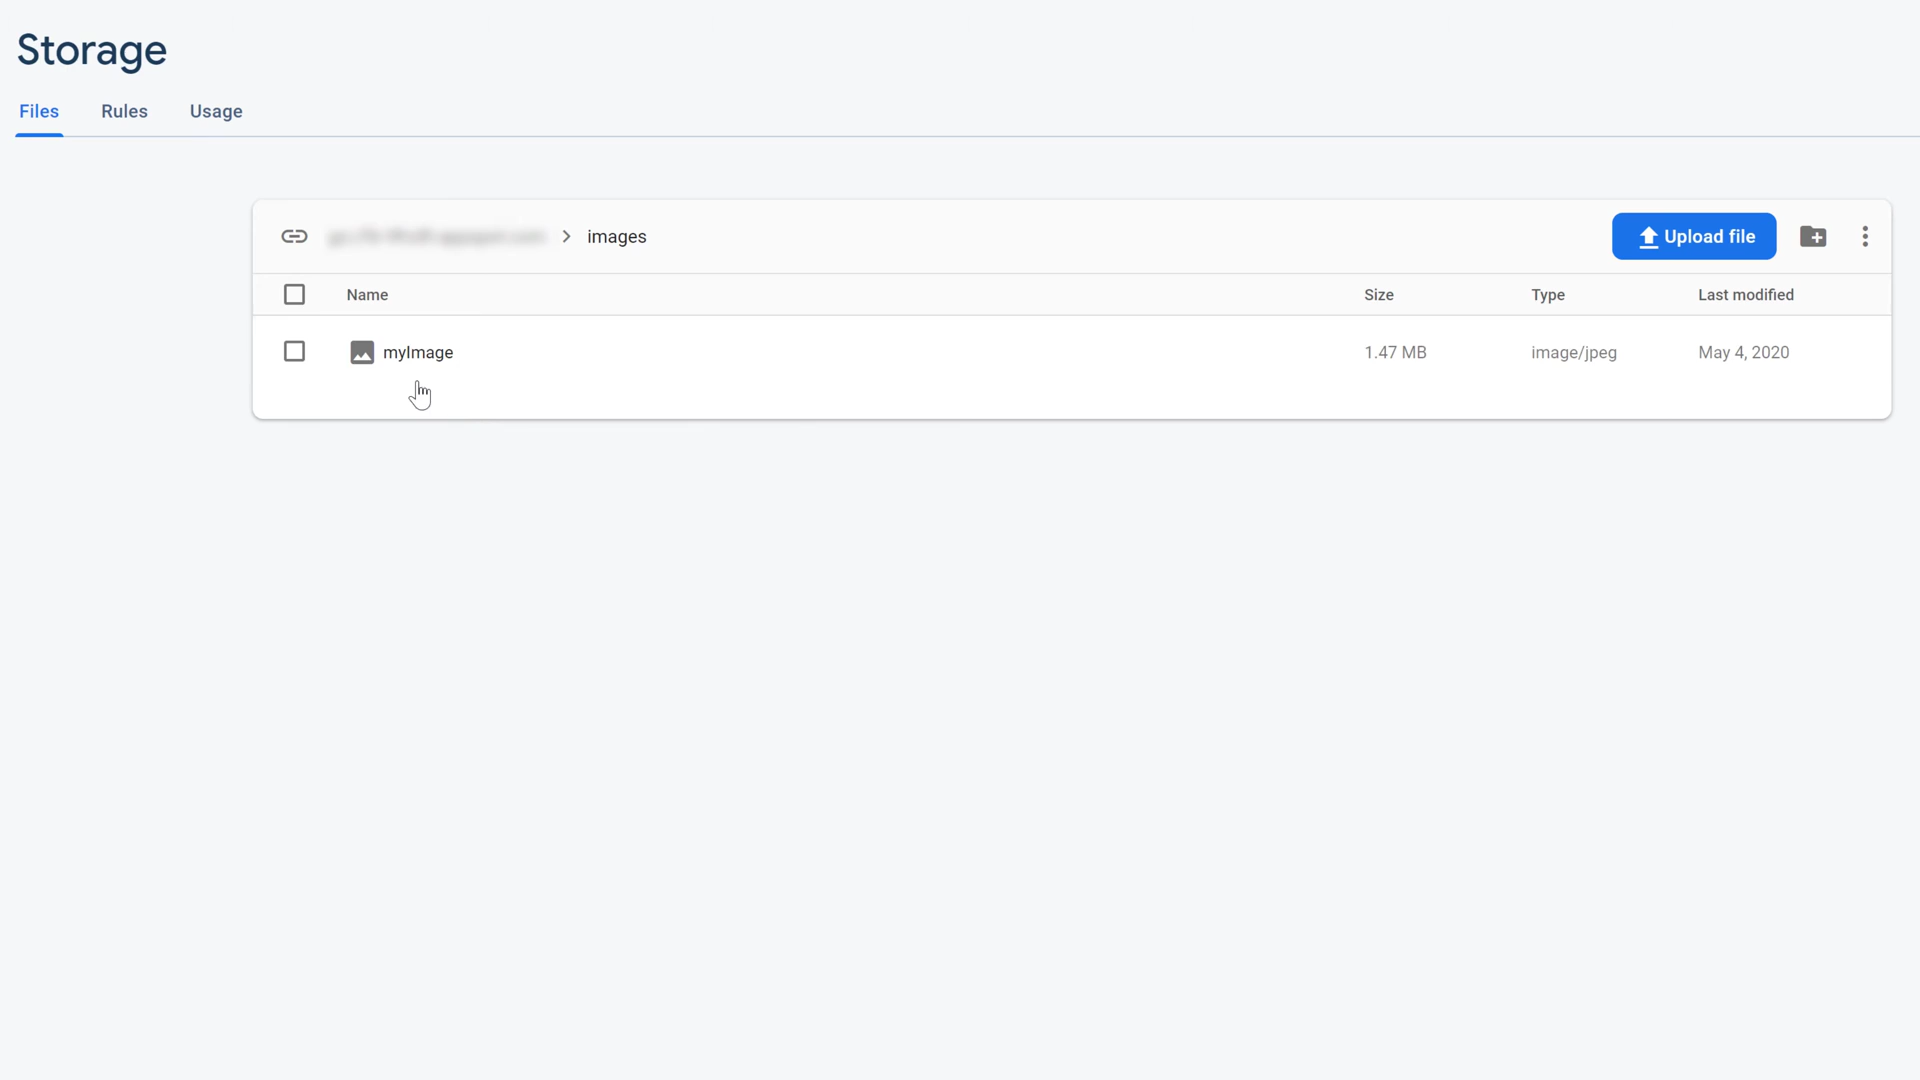 Storage
Files Rules Usage
images
Upload file
Name Size Type Last modified
myImage 1.47 MB image/jpeg May 4, 2020